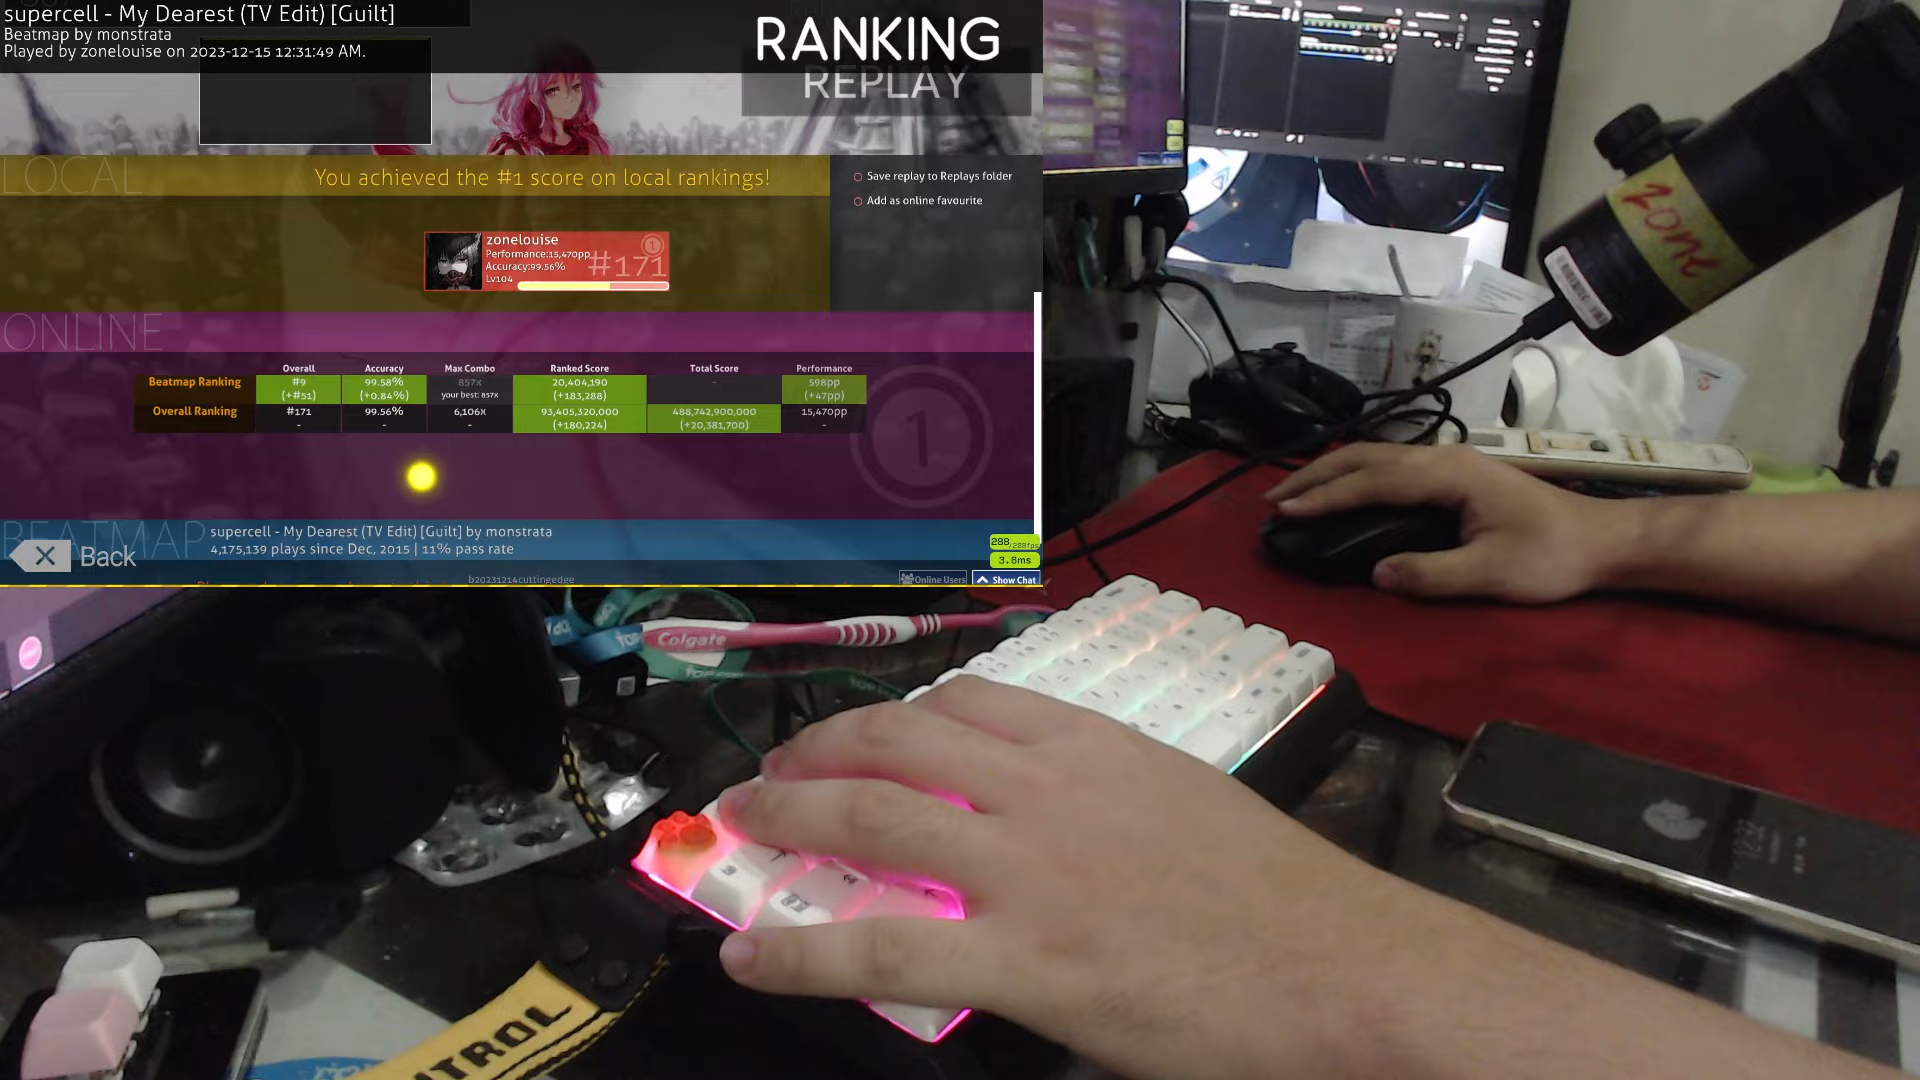 supercell - My Dearest (TV Edit) [Guilt]
Beatmap by monstrata
Played by zonelouise on 2023-12-15 12:31:49 AM.
RANKING
REPLAY
LOCAL
You achieved the #1 score on local rankings!
Save replay to Replays folder
Add as online favourite
zonelouise
Performance:15,470pp
Accuracy:99.56%
Lv104
#171
1
ONLINE
Overall Accuracy Max Combo Ranked Score Total Score Performance
Beatmap Ranking #9 99.58% 857x 20,404,190 - 598pp
(+#51) (+0.84%) your best: 857x (+183,288) (+47pp)
Overall Ranking #171 99.56% 6,106x 93,405,320,000 488,742,900,000 15,470pp
- - - (+180,224) (+20,381,700) -
1
BEATMAP
supercell - My Dearest (TV Edit) [Guilt] by monstrata
4,175,139 plays since Dec, 2015 | 11% pass rate
Back
288/288fps
3.6ms
b20231214cuttingedge
Online Users
Show Chat
zone
Colgate
TOP
TROL